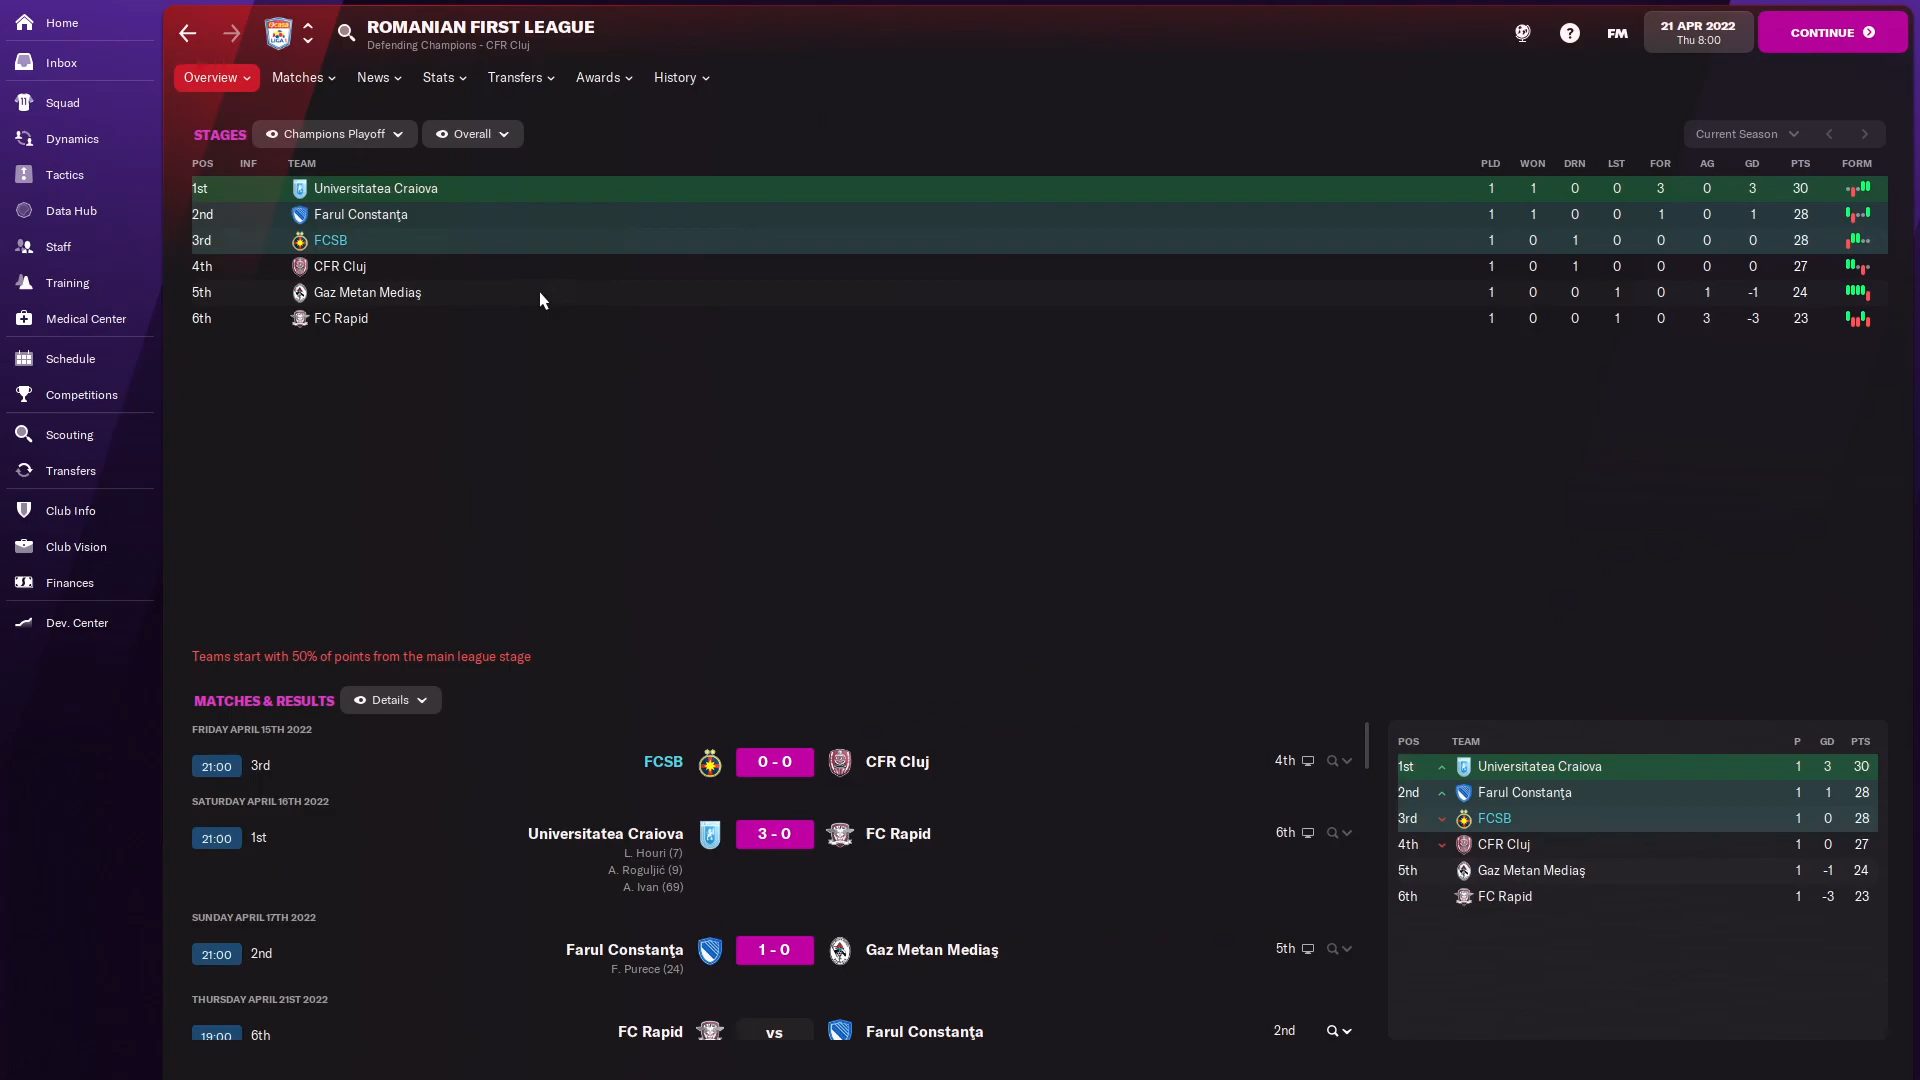 Home
Inbox
Squad
Dynamics
Tactics
Data Hub
Staff
Training
Medical Center
Schedule
Competitions
Scouting
Transfers
Club Info
Club Vision
Finances
Dev. Center
ROMANIAN FIRST LEAGUE
Defending Champions - CFR Cluj
FM
21 APR 2022
Thu 8:00
CONTINUE
Overview Matches News Stats Transfers Awards History
STAGES Champions Playoff Overall Current Season
POS INF TEAM PLD WON DRN LST FOR AG GD PTS FORM
1st Universitatea Craiova 1 1 0 0 3 0 3 30
2nd Farul Constanţa 1 1 0 0 1 0 1 28
3rd FCSB 1 0 1 0 0 0 0 28
4th CFR Cluj 1 0 1 0 0 0 0 27
5th Gaz Metan Mediaş 1 0 0 1 0 1 -1 24
6th FC Rapid 1 0 0 1 0 3 -3 23
Teams start with 50% of points from the main league stage
MATCHES & RESULTS Details
FRIDAY APRIL 15TH 2022
21:00 3rd FCSB 0 - 0 CFR Cluj 4th
SATURDAY APRIL 16TH 2022
21:00 1st Universitatea Craiova 3 - 0 FC Rapid 6th
L. Houri (7)
A. Roguljić (9)
A. Ivan (69)
SUNDAY APRIL 17TH 2022
21:00 2nd Farul Constanţa 1 - 0 Gaz Metan Mediaş 5th
F. Purece (24)
THURSDAY APRIL 21ST 2022
19:00 6th FC Rapid vs Farul Constanţa 2nd
POS TEAM P GD PTS
1st Universitatea Craiova 1 3 30
2nd Farul Constanţa 1 1 28
3rd FCSB 1 0 28
4th CFR Cluj 1 0 27
5th Gaz Metan Mediaş 1 -1 24
6th FC Rapid 1 -3 23